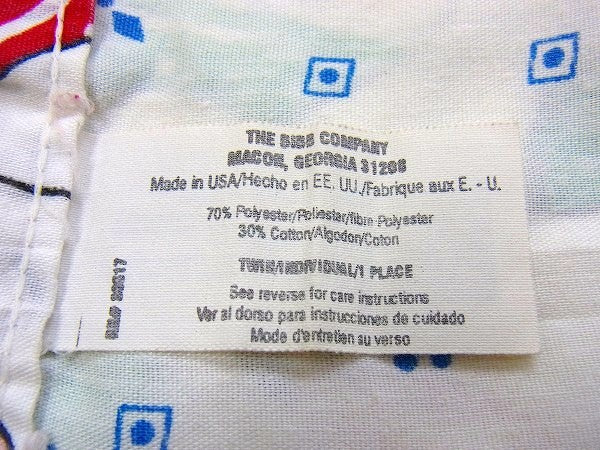 THE BIBB COMPANY
MACON, GEORGIA 31208
Made in USA/Hecho en EE. UU./Fabrique aux E. - U.
70% Polyester/Poliester/fibre Polyester
30% Cotton/Algodon/Coton
TWIN/INDIVIDUAL/1 PLACE
See reverse for care instructions
Ver al dorso para instrucciones de cuidado
Mode d'entretien au verso